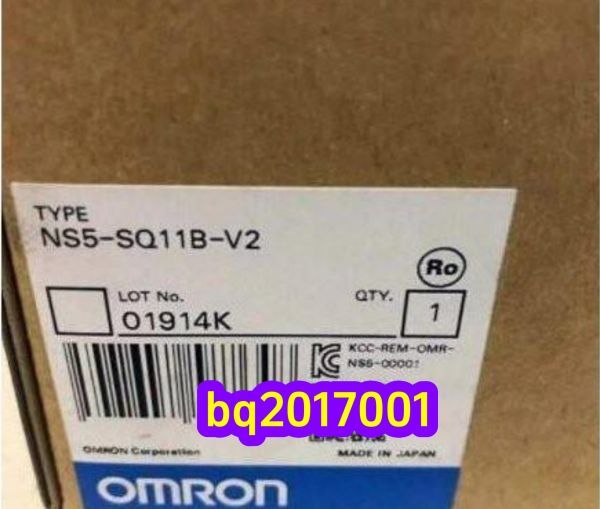 TYPE
NS5-SQ11B-V2
Ro
LOT No.
01914K
QTY.
1
KCC-REM-OMR-
NS5-00001
bq2017001
OMRON Corporation
MADE IN JAPAN
OMRON